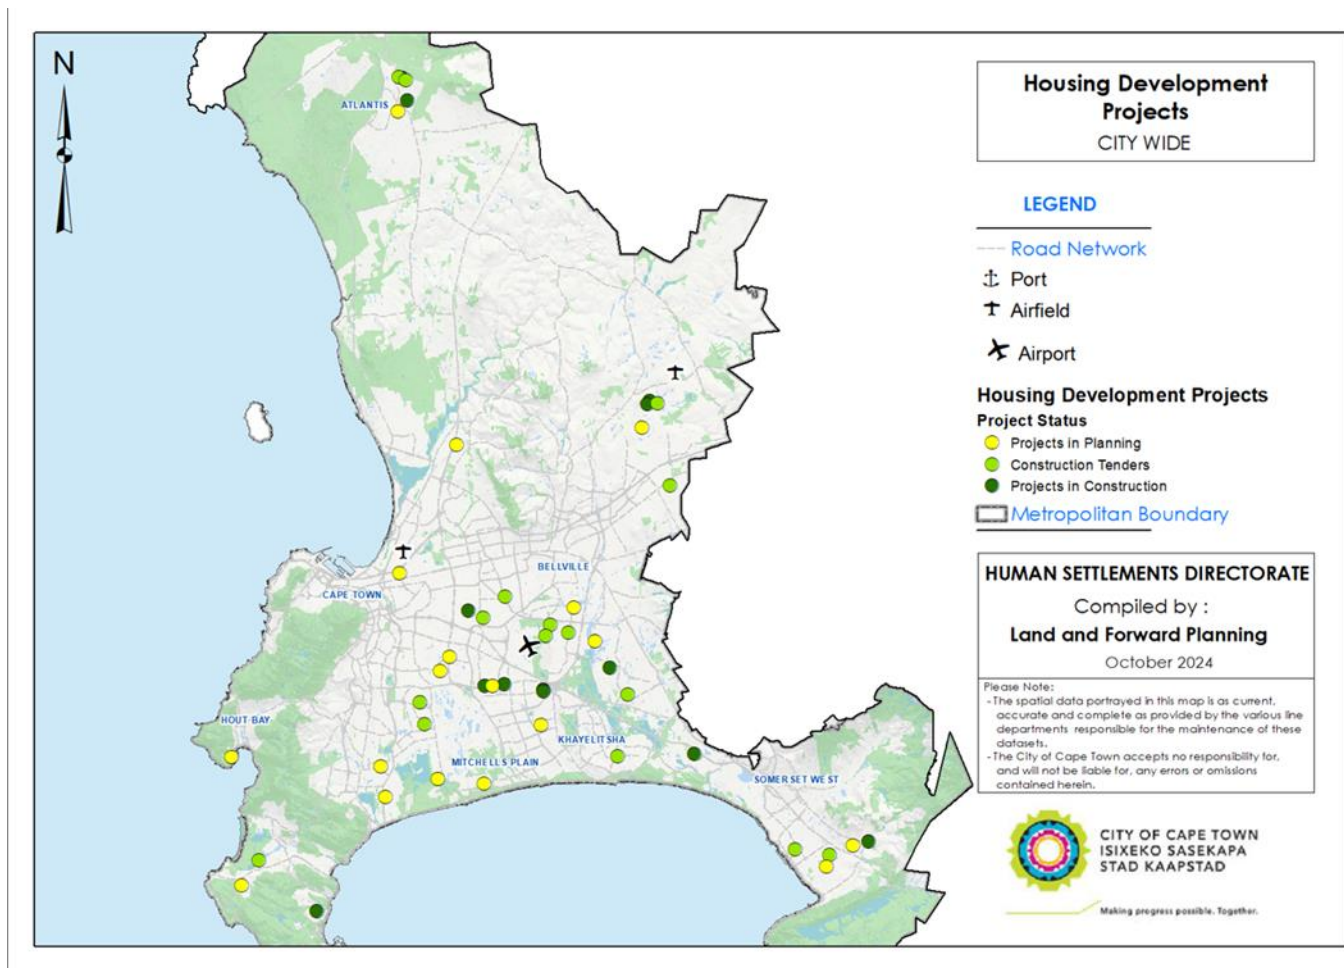 N
ATLANTIS
BELLVILLE
CAPE TOWN
HOUT BAY
KHAYELITSHA
MITCHELLS PLAIN
SOMERSET WEST
Housing Development
Projects
CITY WIDE
LEGEND
Road Network
Port
Airfield
Airport
Housing Development Projects
Project Status
Projects in Planning
Construction Tenders
Projects in Construction
Metropolitan Boundary
HUMAN SETTLEMENTS DIRECTORATE
Compiled by :
Land and Forward Planning
October 2024
Please Note:
- The spatial data portrayed in this map is as current,
accurate and complete as provided by the various line
departments responsible for the maintenance of these
datasets.
- The City of Cape Town accepts no responsibility for,
and will not be liable for, any errors or omissions
contained herein.
CITY OF CAPE TOWN
ISIXEKO SASEKAPA
STAD KAAPSTAD
Making progress possible. Together.